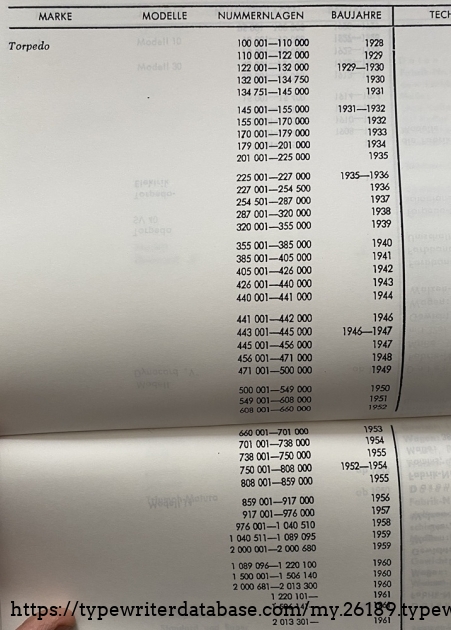 MARKE MODELLE NUMMERNLAGEN BAUJAHRE TECH
Torpedo 100 001—110 000 1928
110 001—122 000 1929
122 001—132 000 1929—1930
132 001—134 750 1930
134 751—145 000 1931
145 001—155 000 1931—1932
155 001—170 000 1932
170 001—179 000 1933
179 001—201 000 1934
201 001—225 000 1935
225 001—227 000 1935—1936
227 001—254 500 1936
254 501—287 000 1937
287 001—320 000 1938
320 001—355 000 1939
355 001—385 000 1940
385 001—405 000 1941
405 001—426 000 1942
426 001—440 000 1943
440 001—441 000 1944
441 001—442 000 1946
443 001—445 000 1946—1947
445 001—456 000 1947
456 001—471 000 1948
471 001—500 000 1949
500 001—549 000 1950
549 001—608 000 1951
608 001—660 000 1952
660 001—701 000 1953
701 001—738 000 1954
738 001—750 000 1955
750 001—808 000 1952—1954
808 001—859 000 1955
859 001—917 000 1956
917 001—976 000 1957
976 001—1 040 510 1958
1 040 511—1 089 095 1959
2 000 001—2 000 680 1959
1 089 096—1 220 100 1960
1 500 001—1 506 140 1960
2 000 681—2 013 300 1960
1 220 101—
https://typewriterdatabase.com/my.26189.typew
2 013 301— 1961